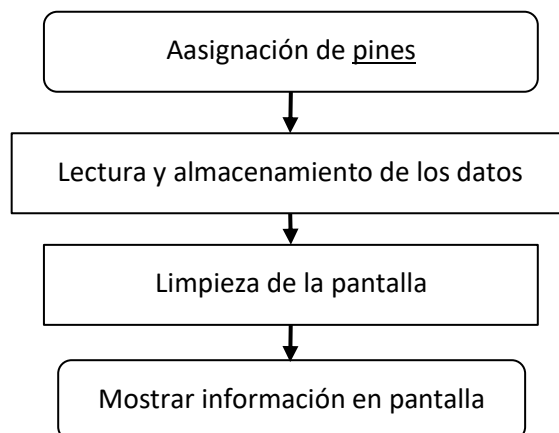 Aasignación de pines
Lectura y almacenamiento de los datos
Limpieza de la pantalla
Mostrar información en pantalla